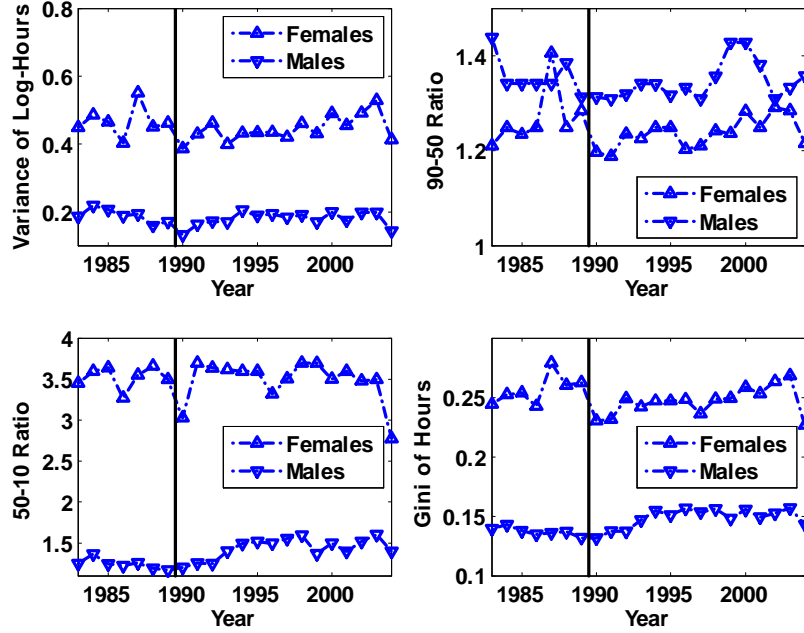 Variance of Log-Hours
0.8
0.6
0.4
0.2
Females
Males
1985
1990
1995
2000
Year
90-50 Ratio
1.4
1.2
1
Females
Males
1985
1990
1995
2000
Year
50-10 Ratio
4
3.5
3
2.5
2
1.5
Females
Males
1985
1990
1995
2000
Year
Gini of Hours
0.25
0.2
0.15
0.1
Females
Males
1985
1990
1995
2000
Year